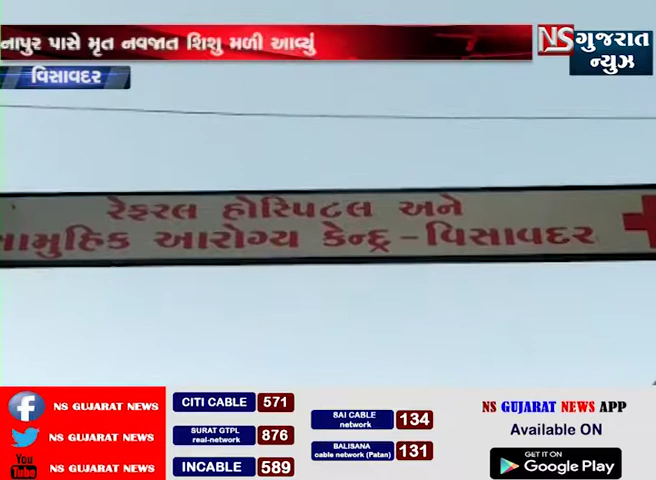 નાપુર પાસે મૃત નવજાત શિશુ મળી આવ્યું
NS ગુજરાત
ન્યુઝ
વિસાવદર
રેફરલ હોસ્પિટલ અને
સામુહિક આરોગ્ય કેન્દ્ર - વિસાવદર
f NS GUJARAT NEWS
NS GUJARAT NEWS
You Tube NS GUJARAT NEWS
CITI CABLE 571
SURAT GTPL
real-network 876
INCABLE 589
SAI CABLE
network 134
BALISANA
cable network (Patan) 131
NS GUJARAT NEWS APP
Available ON
GET IT ON
Google Play